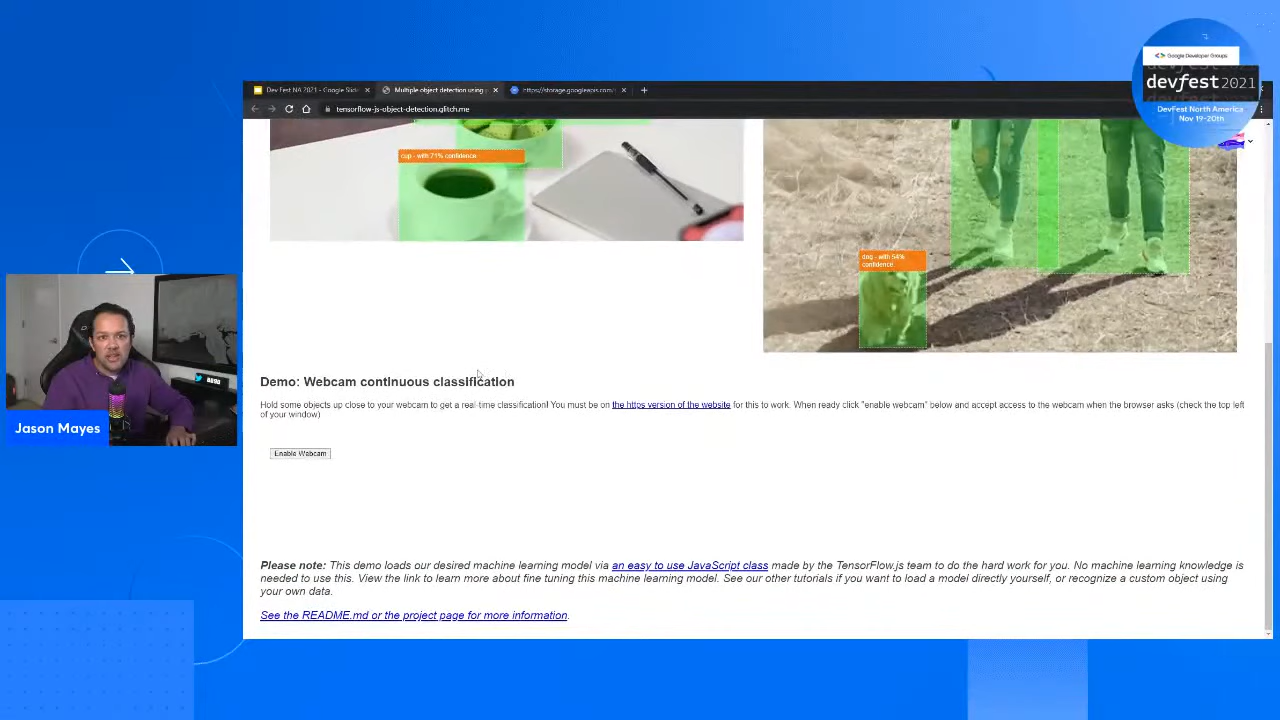 Google Developer Groups
devfest 2021
DevFest North America
Nov 19-20th
Dev Fest NA 2021 - Google Slide
Multiple object detection using
https://storage.googleapis.com/
tensorflow-js-object-detection.glitch.me
cup - with 71% confidence
dog - with 54%
confidence
Demo: Webcam continuous classification
Hold some objects up close to your webcam to get a real-time classification! You must be on the https version of the website for this to work. When ready click "enable webcam" below and accept access to the webcam when the browser asks (check the top left
of your window)
Enable Webcam
Jason Mayes
Please note: This demo loads our desired machine learning model via an easy to use JavaScript class made by the TensorFlow.js team to do the hard work for you. No machine learning knowledge is
needed to use this. View the link to learn more about fine tuning this machine learning model. See our other tutorials if you want to load a model directly yourself, or recognize a custom object using
your own data.
See the README.md or the project page for more information.